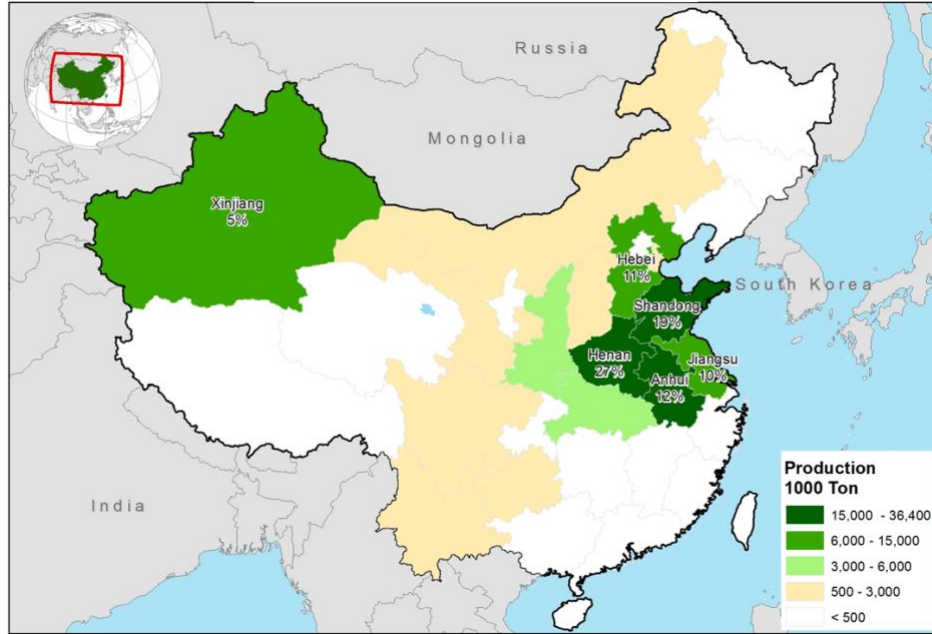 Russia
Mongolia
Xinjiang
5%
Hebei
11%
South Korea
Shandong
19%
Henan
27%
Jiangsu
10%
Anhui
12%
India
Production
1000 Ton
15,000 - 36,400
6,000 - 15,000
3,000 - 6,000
500 - 3,000
< 500